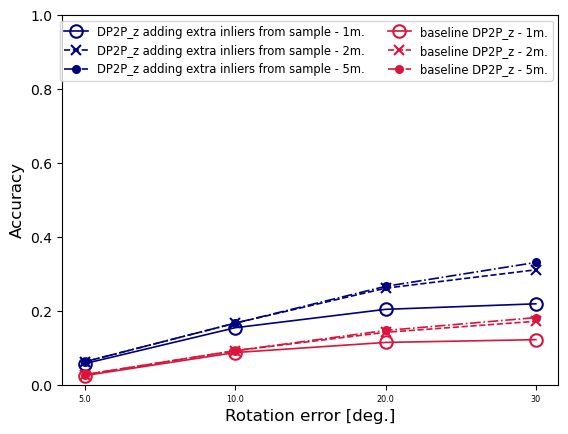 1.0
0.8
0.6
0.4
0.2
0.0
Accuracy
DP2P_z adding extra inliers from sample - 1m.
DP2P_z adding extra inliers from sample - 2m.
DP2P_z adding extra inliers from sample - 5m.
baseline DP2P_z - 1m.
baseline DP2P_z - 2m.
baseline DP2P_z - 5m.
5.0 10.0 20.0 30
Rotation error [deg.]